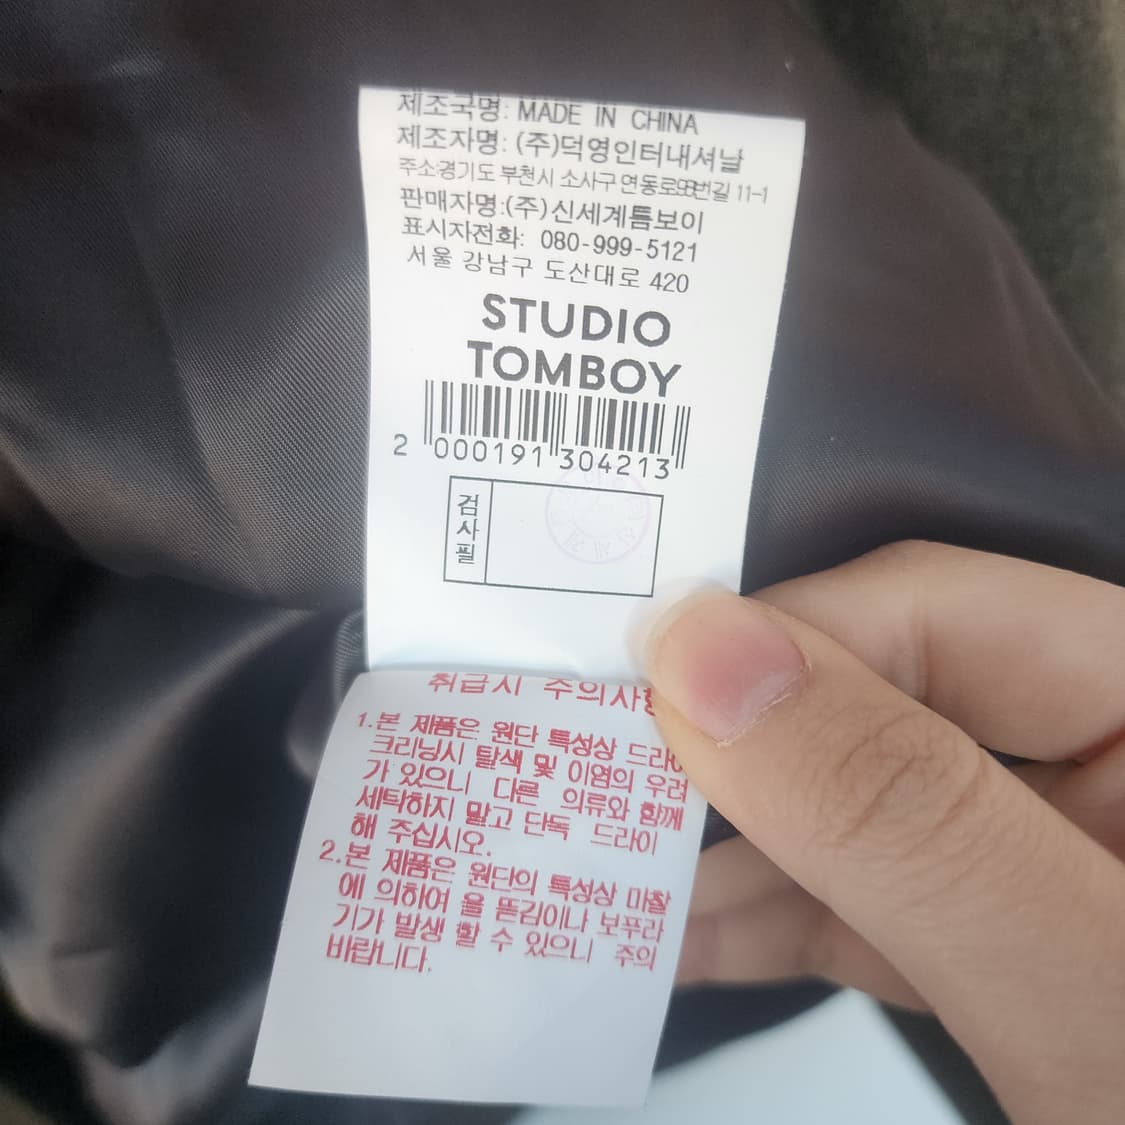 제조국명: MADE IN CHINA
제조자명: (주)덕영인터내셔날
주소:경기도 부천시 소사구 연동로98번길 11-1
판매자명:(주)신세계톰보이
표시자전화: 080-999-5121
서울 강남구 도산대로 420
STUDIO
TOMBOY
2 000191 304213
검사필
취급시 주의사항
1.본 제품은 원단 특성상 드라이
크리닝시 탈색 및 이염의 우려
가 있으니 다른 의류와 함께
세탁하지 말고 단독 드라이
해 주십시오.
2.본 제품은 원단의 특성상 마찰
에 의하여 올 뜯김이나 보푸라
기가 발생 할 수 있으니 주의
바랍니다.